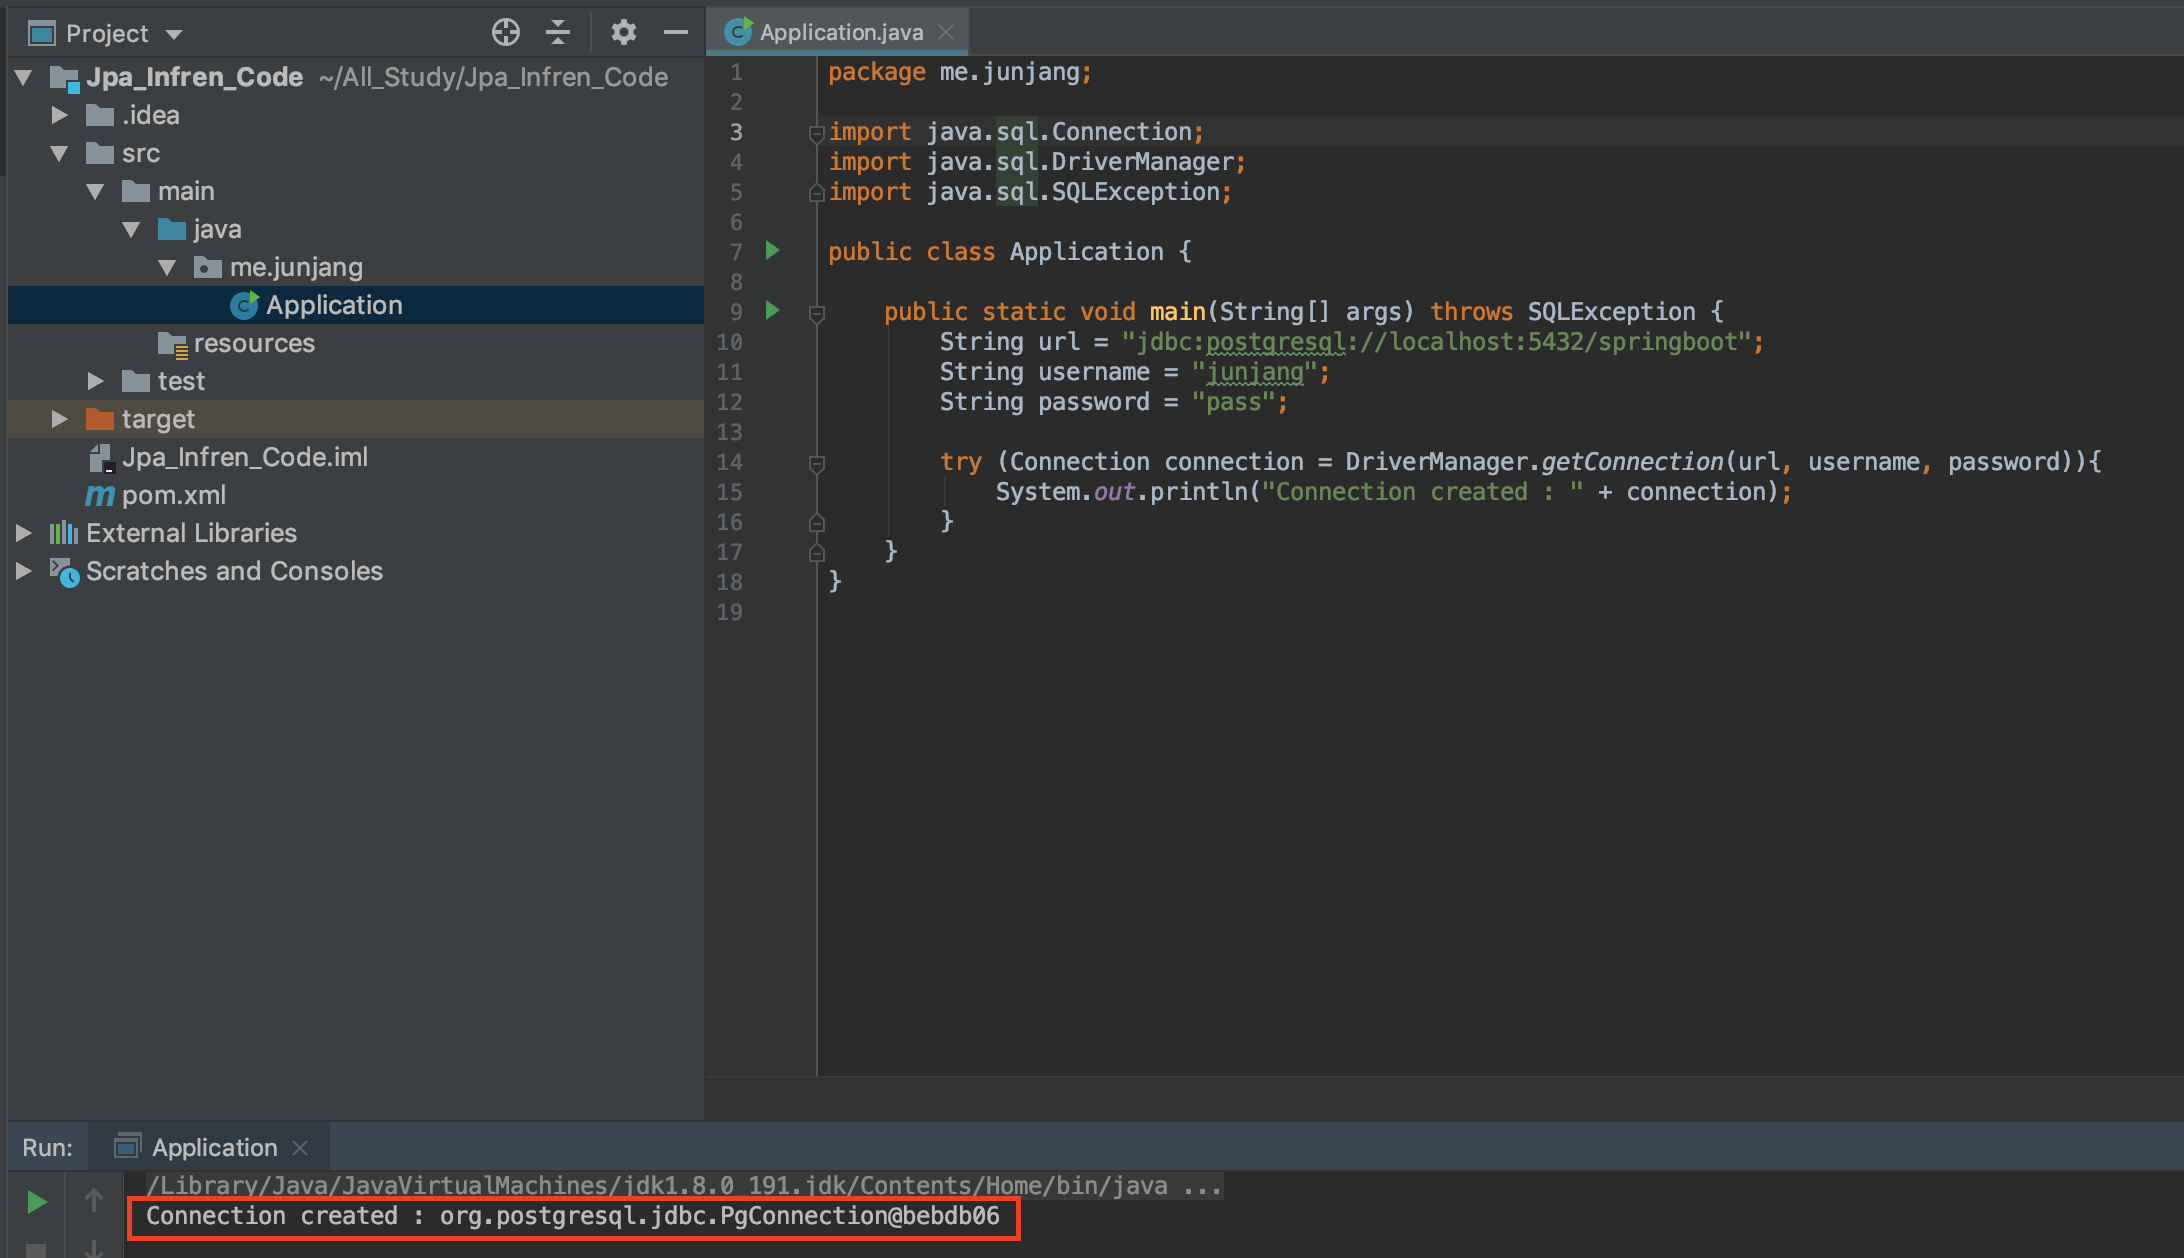 Project
Jpa_Infren_Code ~/All_Study/Jpa_Infren_Code
.idea
src
main
java
me.junjang
Application
resources
test
target
Jpa_Infren_Code.iml
pom.xml
External Libraries
Scratches and Consoles
Application.java
1 package me.junjang;
2
3 import java.sql.Connection;
4 import java.sql.DriverManager;
5 import java.sql.SQLException;
6
7 public class Application {
8
9 public static void main(String[] args) throws SQLException {
10 String url = "jdbc:postgresql://localhost:5432/springboot";
11 String username = "junjang";
12 String password = "pass";
13
14 try (Connection connection = DriverManager.getConnection(url, username, password)){
15 System.out.println("Connection created : " + connection);
16 }
17 }
18 }
19
Run: Application
/Library/Java/JavaVirtualMachines/jdk1.8.0_191.jdk/Contents/Home/bin/java ...
Connection created : org.postgresql.jdbc.PgConnection@bebdb06